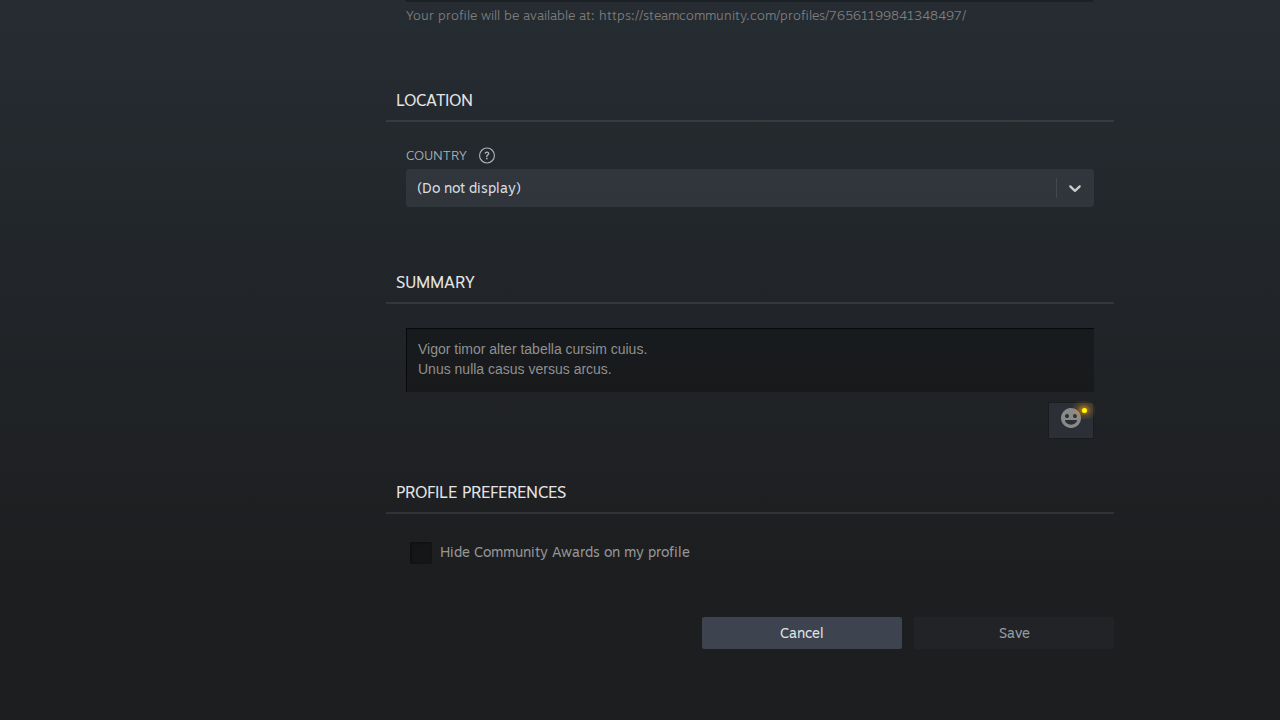 Your profile will be available at: https://steamcommunity.com/profiles/76561199841348497/
LOCATION
COUNTRY ?
(Do not display)
SUMMARY
Vigor timor alter tabella cursim cuius.
Unus nulla casus versus arcus.
PROFILE PREFERENCES
Hide Community Awards on my profile
Cancel
Save